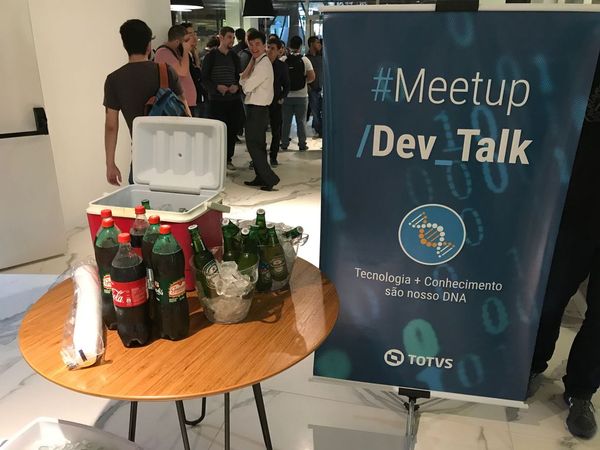 #Meetup
/Dev_Talk
Tecnologia + Conhecimento
são nosso DNA
TOTVS